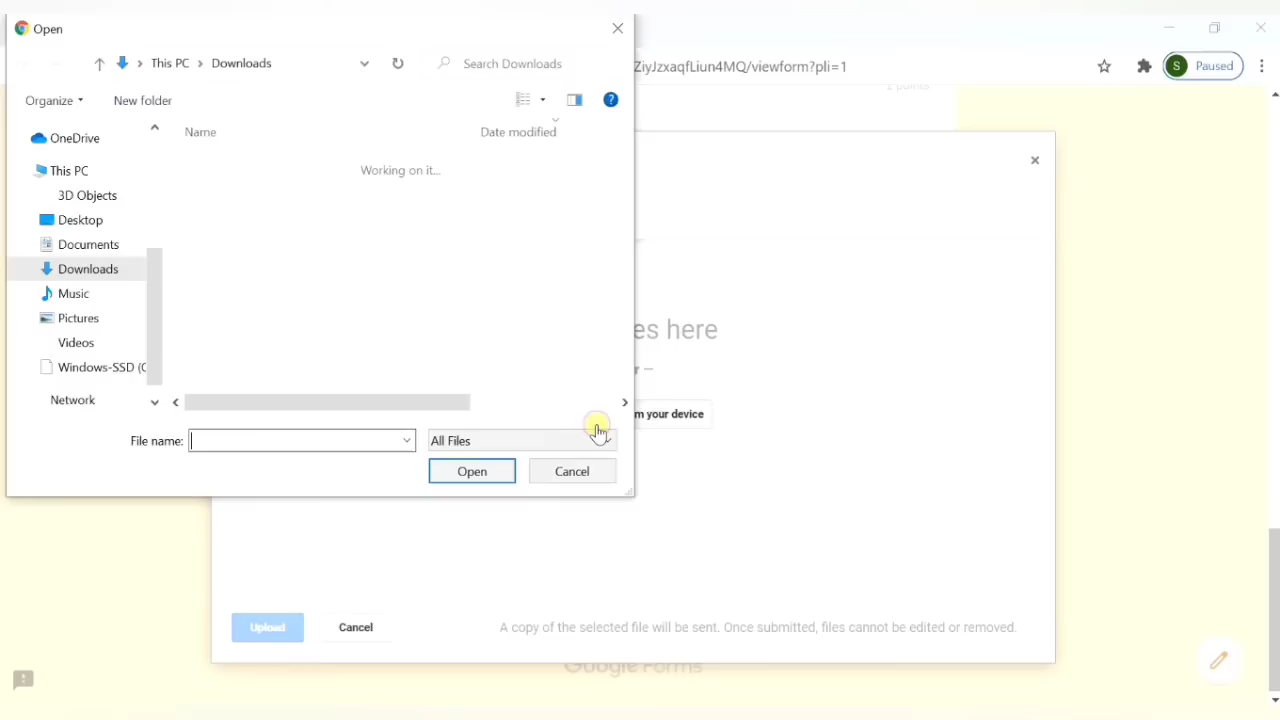 Open
This PC
Downloads
Search Downloads
ZiyJzxaqfLiun4MQ/viewform?pli=1
S
Paused
2 points
Organize
New folder
?
Name
Date modified
OneDrive
Working on it...
This PC
3D Objects
Desktop
Documents
Downloads
Music
Pictures
Videos
Windows-SSD (
Network
es here
r —
m your device
File name:
All Files
Open
Cancel
Upload
Cancel
A copy of the selected file will be sent. Once submitted, files cannot be edited or removed.
Google Forms